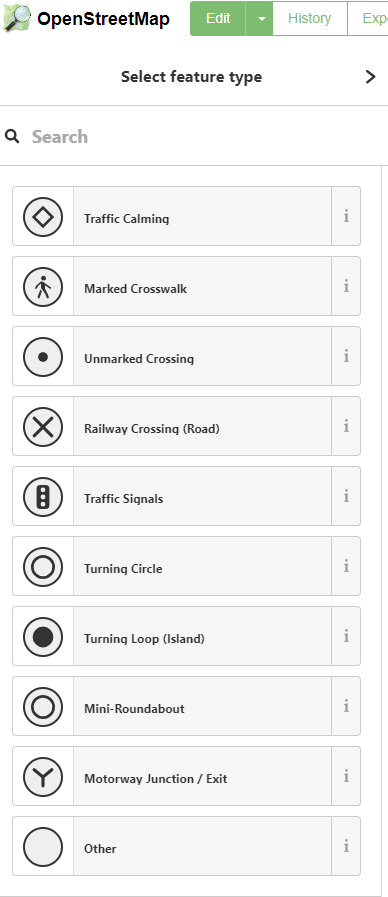 OpenStreetMap
Edit
History
Expo
Select feature type
Search
Traffic Calming
i
Marked Crosswalk
i
Unmarked Crossing
i
Railway Crossing (Road)
i
Traffic Signals
i
Turning Circle
i
Turning Loop (Island)
i
Mini-Roundabout
i
Motorway Junction / Exit
i
Other
i